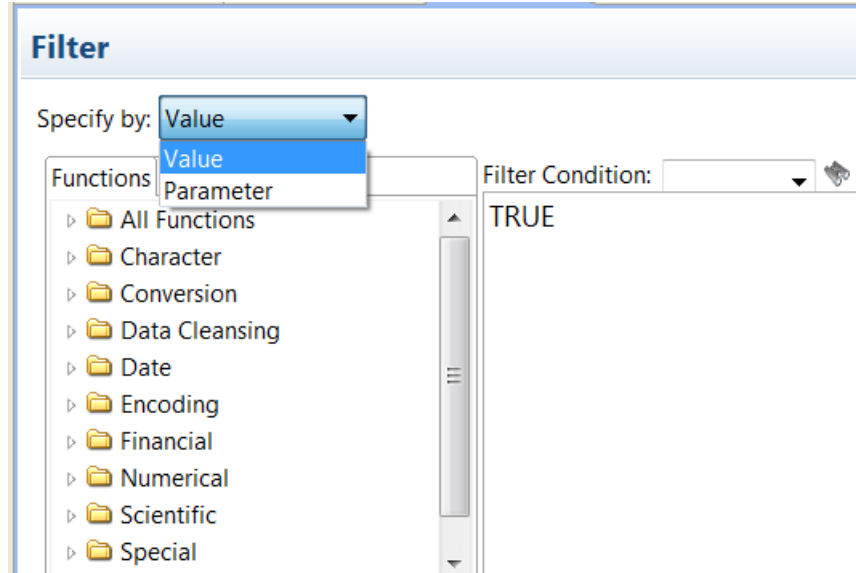 Filter
Specify by: Value
Value
Parameter
Functions
Filter Condition:
TRUE
All Functions
Character
Conversion
Data Cleansing
Date
Encoding
Financial
Numerical
Scientific
Special